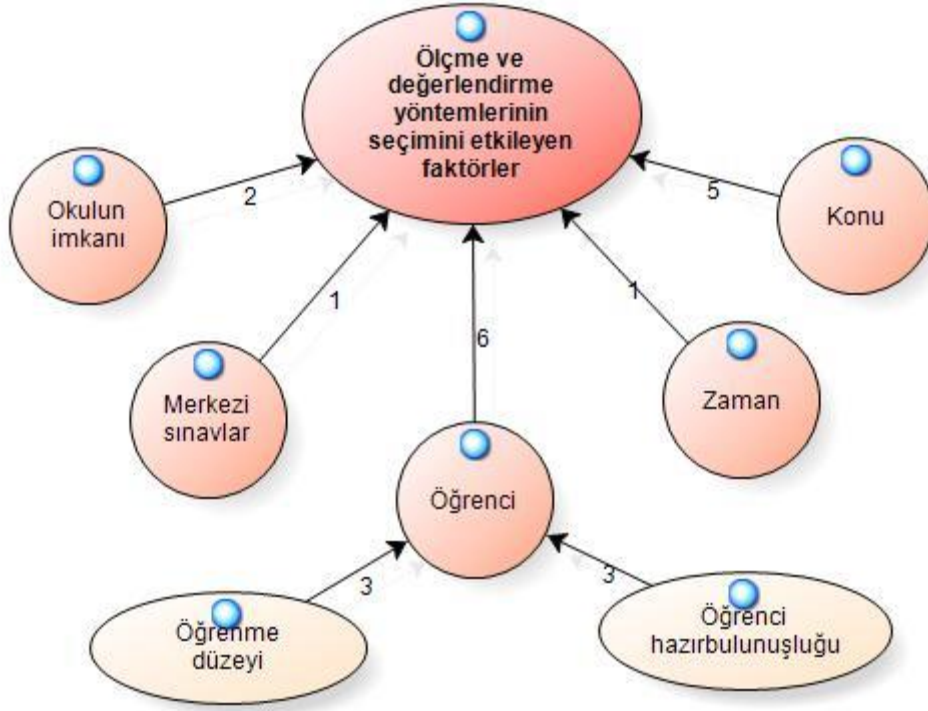 Ölçme ve
değerlendirme
yöntemlerinin
seçimini etkileyen
faktörler
Okulun
imkanı
2
5
Konu
Merkezi
sınavlar
1
6
1
Zaman
Öğrenci
3
3
Öğrenme
düzeyi
Öğrenci
hazırbulunuşluğu